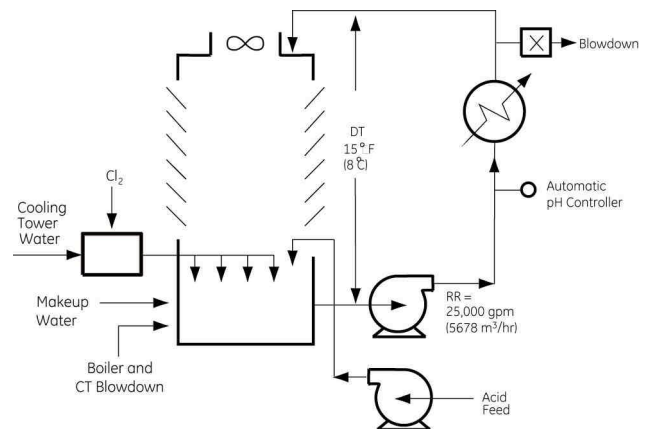 Blowdown
DT
15°F
(8°C)
Cl2
Automatic
pH Controller
Cooling
Tower
Water
Makeup
Water
RR =
25,000 gpm
(5678 m³/hr)
Boiler and
CT Blowdown
Acid
Feed